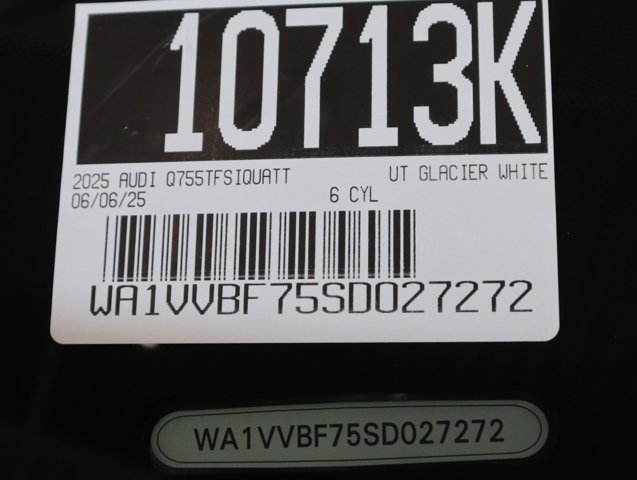 10713K
2025 AUDI Q755TFSIQUATT UT GLACIER WHITE
06/06/25 6 CYL
WA1VVBF75SD027272
WA1VVBF75SD027272